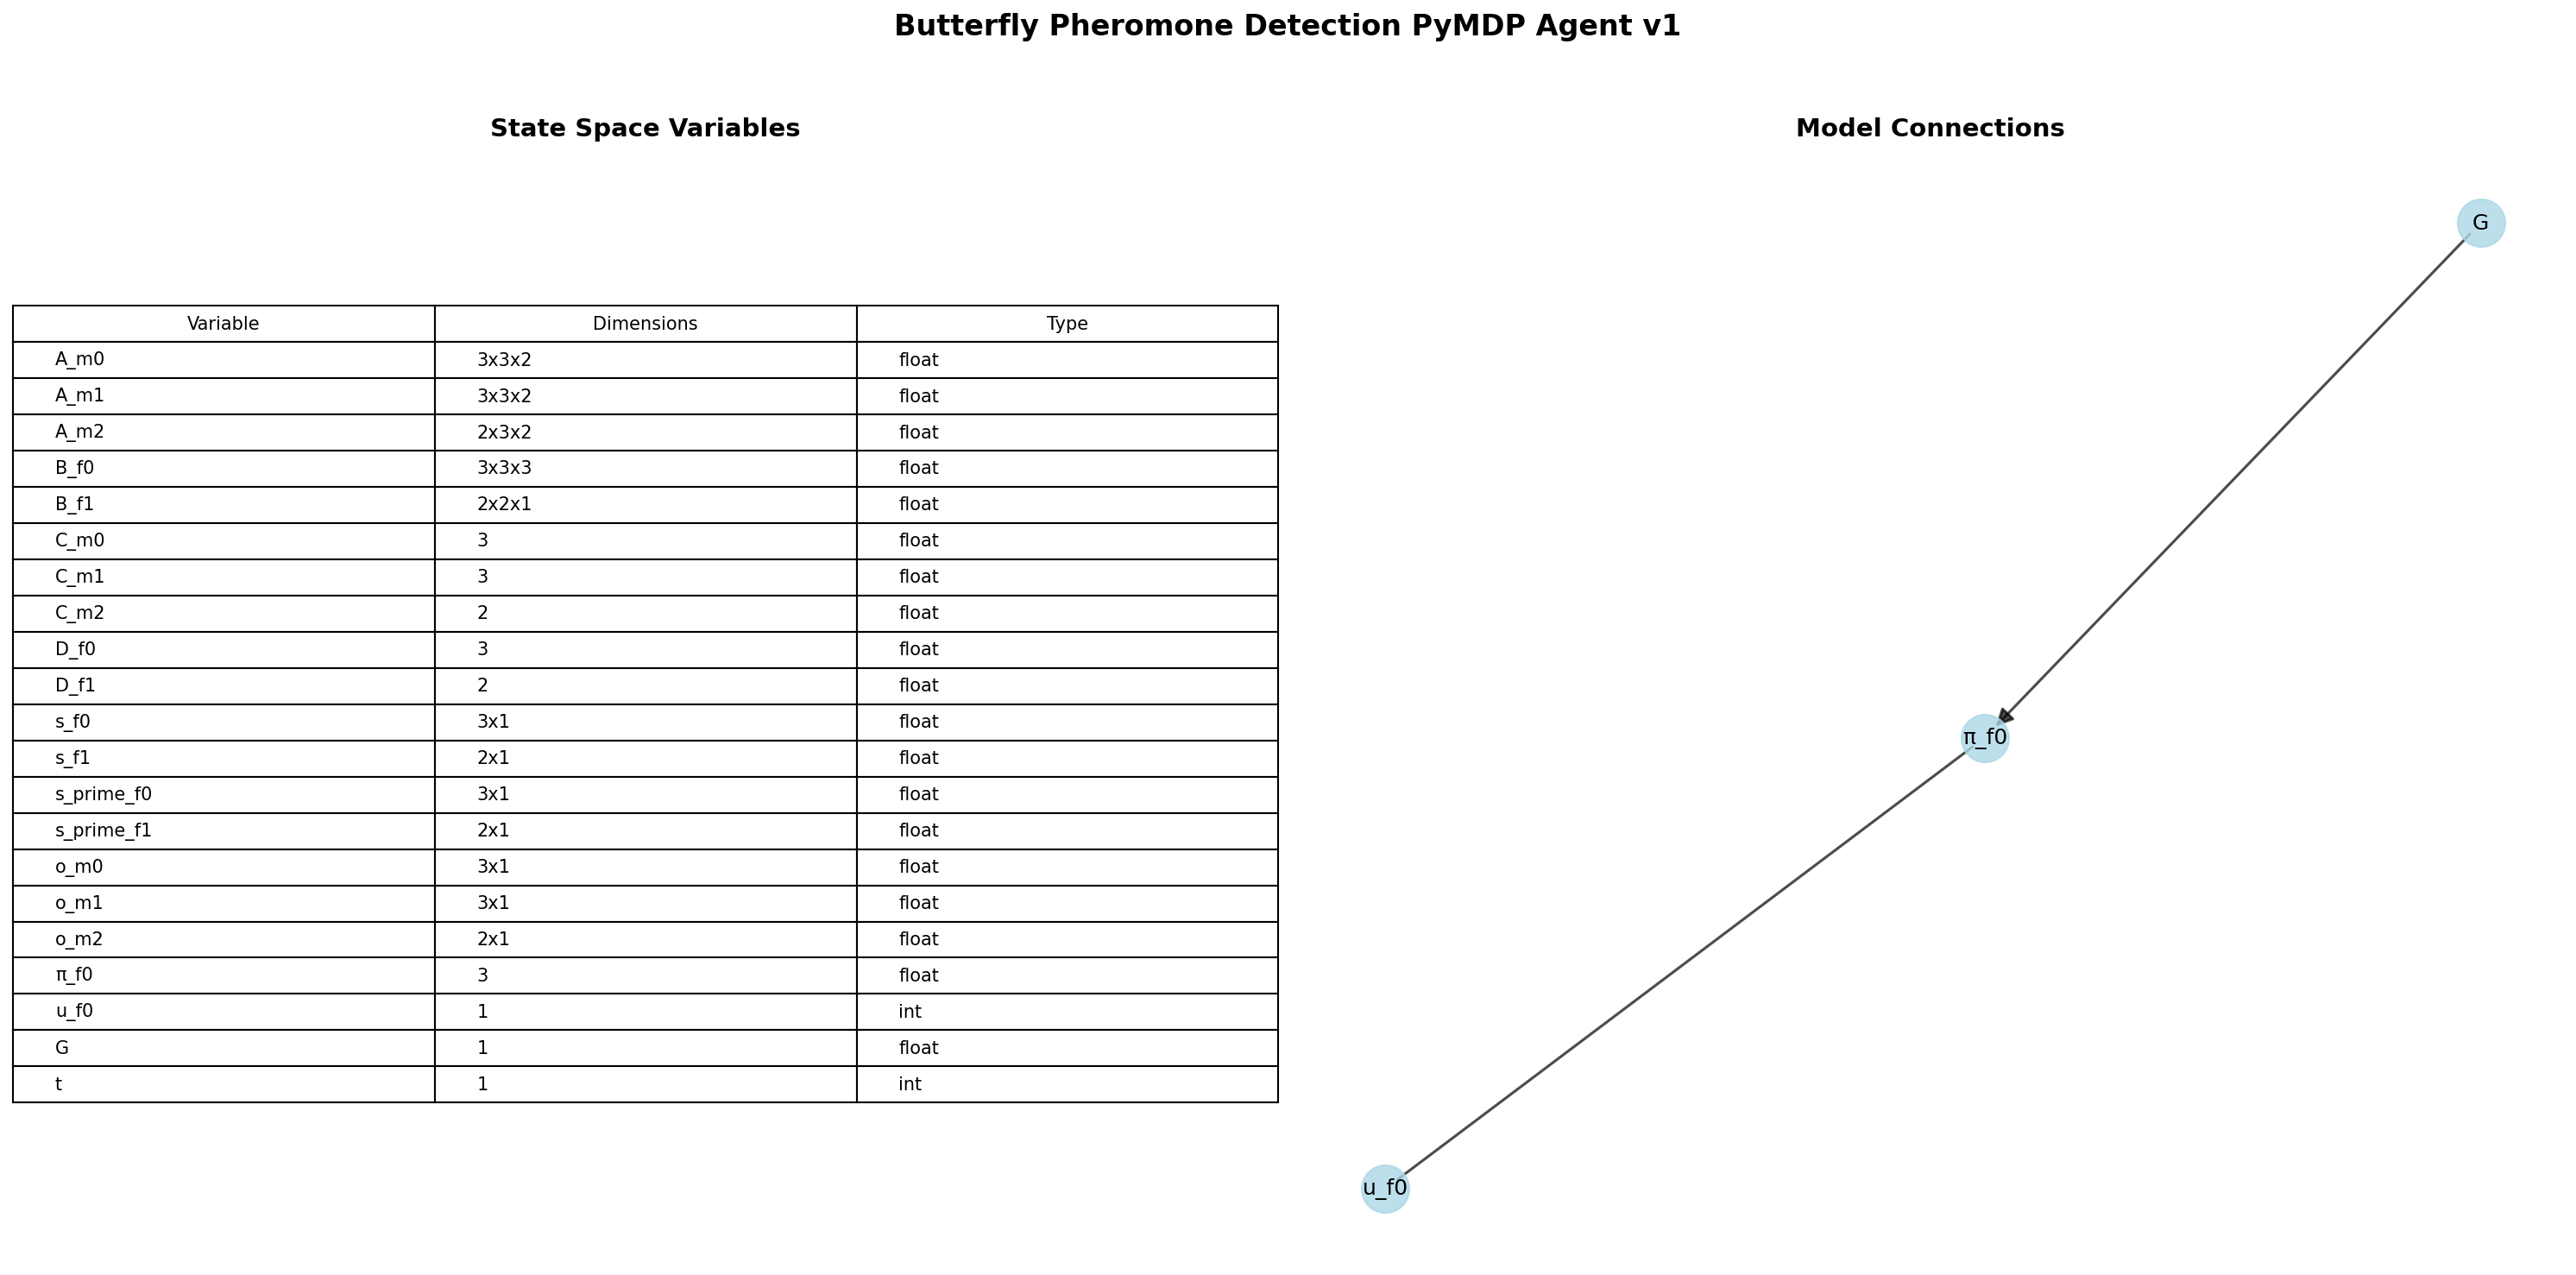 Butterfly Pheromone Detection PyMDP Agent v1
State Space Variables
Variable Dimensions Type
A_m0 3x3x2 float
A_m1 3x3x2 float
A_m2 2x3x2 float
B_f0 3x3x3 float
B_f1 2x2x1 float
C_m0 3 float
C_m1 3 float
C_m2 2 float
D_f0 3 float
D_f1 2 float
s_f0 3x1 float
s_f1 2x1 float
s_prime_f0 3x1 float
s_prime_f1 2x1 float
o_m0 3x1 float
o_m1 3x1 float
o_m2 2x1 float
π_f0 3 float
u_f0 1 int
G 1 float
t 1 int
Model Connections
G
π_f0
u_f0